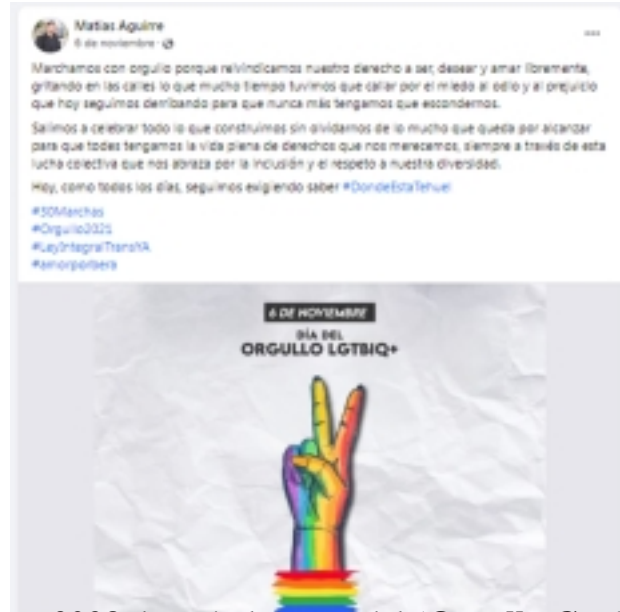 Matías Aguirre
6 de noviembre ·
Marchamos con orgullo porque reivindicamos nuestro derecho a ser, desear y amar libremente,
gritando en las calles lo que mucho tiempo tuvimos que callar por el miedo al odio y al prejuicio
que hoy seguimos derribando para que nunca más tengamos que escondernos.
Salimos a celebrar todo lo que construimos sin olvidarnos de lo mucho que queda por alcanzar
para que todes tengamos la vida plena de derechos que nos merecemos, siempre a través de esta
lucha colectiva que nos abraza por la inclusión y el respeto a nuestra diversidad.
Hoy, como todos los días, seguimos exigiendo saber #DondeEstaTehuel
#30Marchas
#Orgullo2021
#LeyIntegralTransYA
#amorporbera
6 DE NOVIEMBRE
DÍA DEL
ORGULLO LGTBIQ+